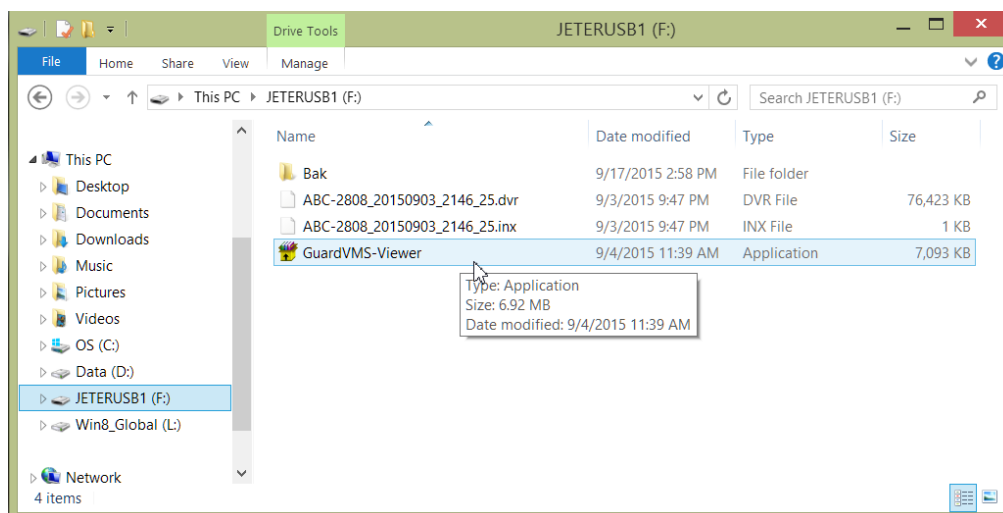 Drive Tools JETERUSB1 (F:)
File Home Share View Manage
This PC JETERUSB1 (F:) Search JETERUSB1 (F:)
Name Date modified Type Size
This PC
Desktop
Documents
Downloads
Music
Pictures
Videos
OS (C:)
Data (D:)
JETERUSB1 (F:)
Win8_Global (L:)
Network
Bak 9/17/2015 2:58 PM File folder
ABC-2808_20150903_2146_25.dvr 9/3/2015 9:47 PM DVR File 76,423 KB
ABC-2808_20150903_2146_25.inx 9/3/2015 9:47 PM INX File 1 KB
GuardVMS-Viewer 9/4/2015 11:39 AM Application 7,093 KB
Type: Application
Size: 6.92 MB
Date modified: 9/4/2015 11:39 AM
4 items